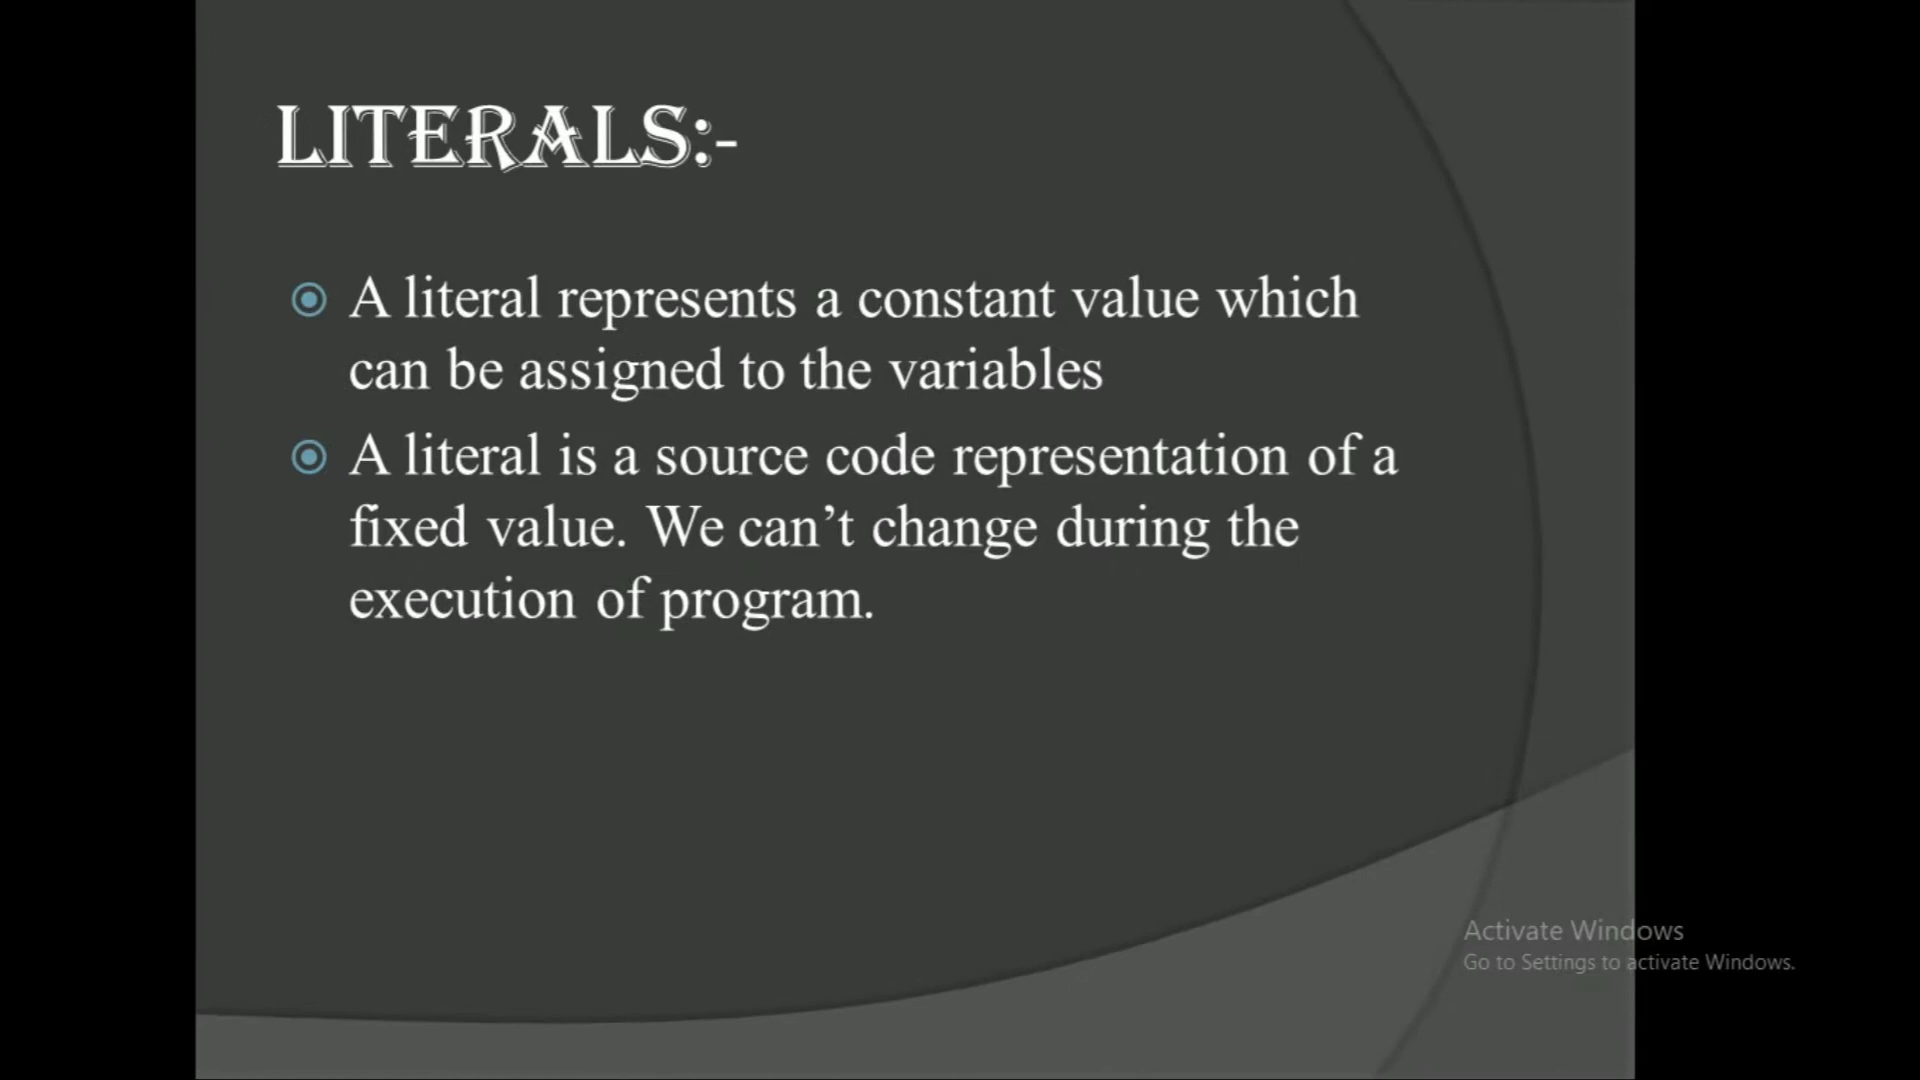 LITERALS:-
A literal represents a constant value which
can be assigned to the variables
A literal is a source code representation of a
fixed value. We can’t change during the
execution of program.
Activate Windows
Go to Settings to activate Windows.